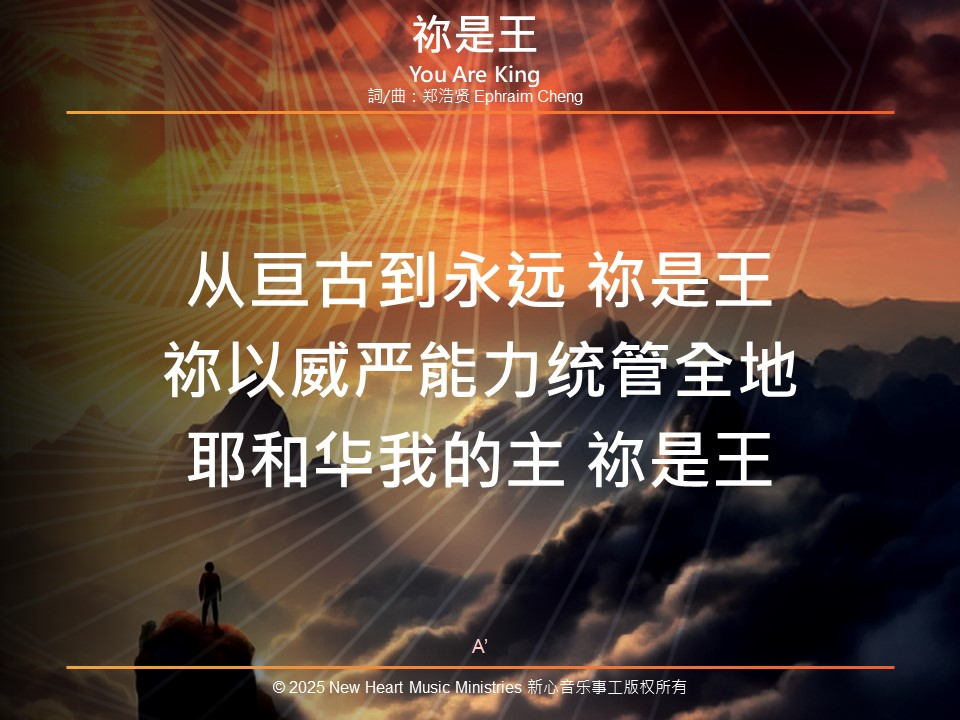 祢是王
You Are King
詞/曲：郑浩贤 Ephraim Cheng
从亘古到永远 祢是王
祢以威严能力统管全地
耶和华我的主 祢是王
A’
© 2025 New Heart Music Ministries 新心音乐事工版权所有